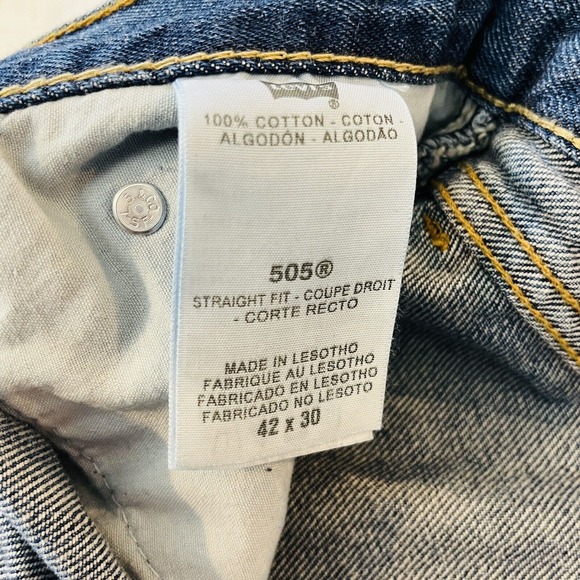 ®
100% COTTON - COTON -
ALGODÓN - ALGODÃO
505®
STRAIGHT FIT - COUPE DROIT
- CORTE RECTO
MADE IN LESOTHO
FABRIQUE AU LESOTHO
FABRICADO EN LESOTHO
FABRICADO NO LESOTO
42 x 30